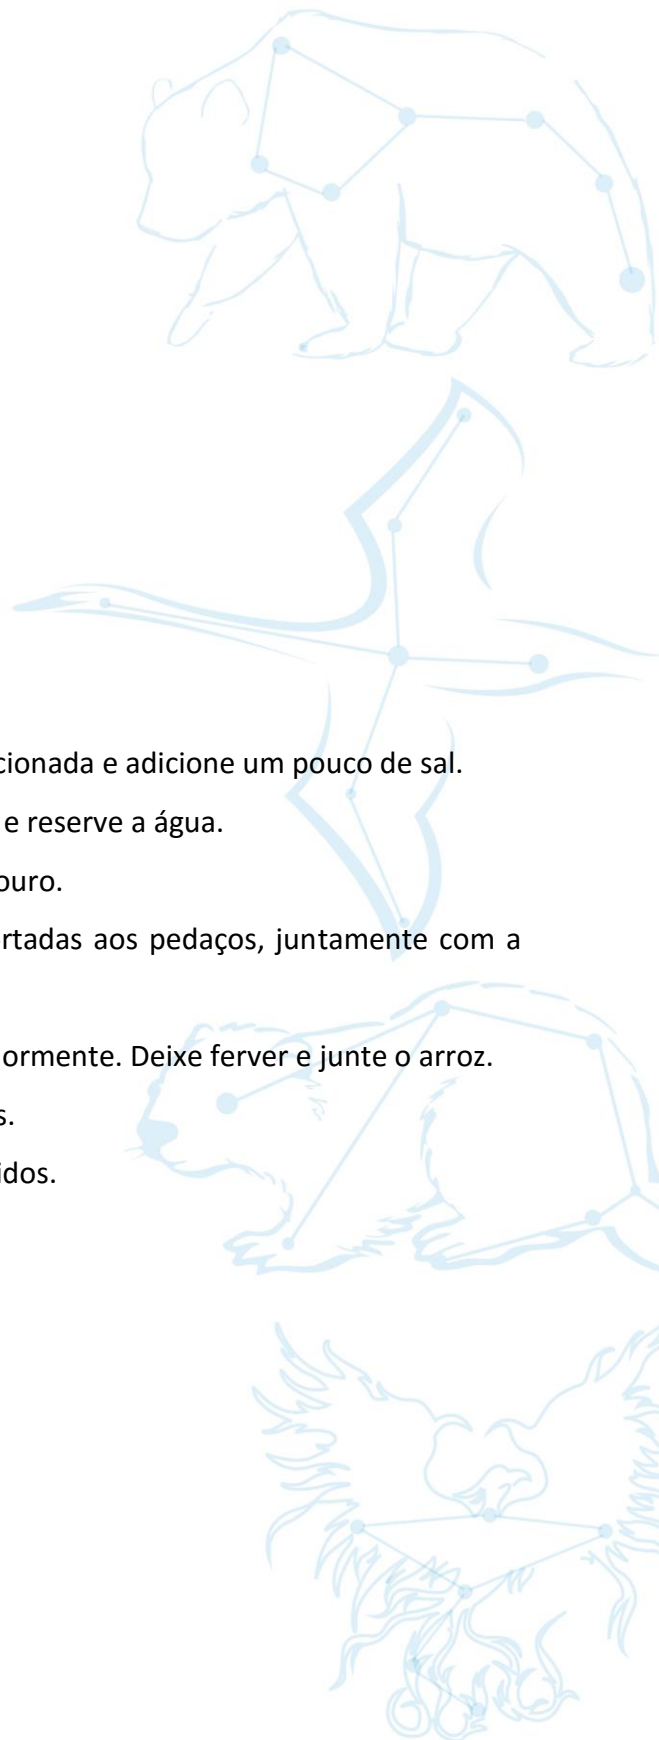 cionada e adicione um pouco de sal.
e reserve a água.
ouro.
rtadas aos pedaços, juntamente com a
ormente. Deixe ferver e junte o arroz.
s.
idos.